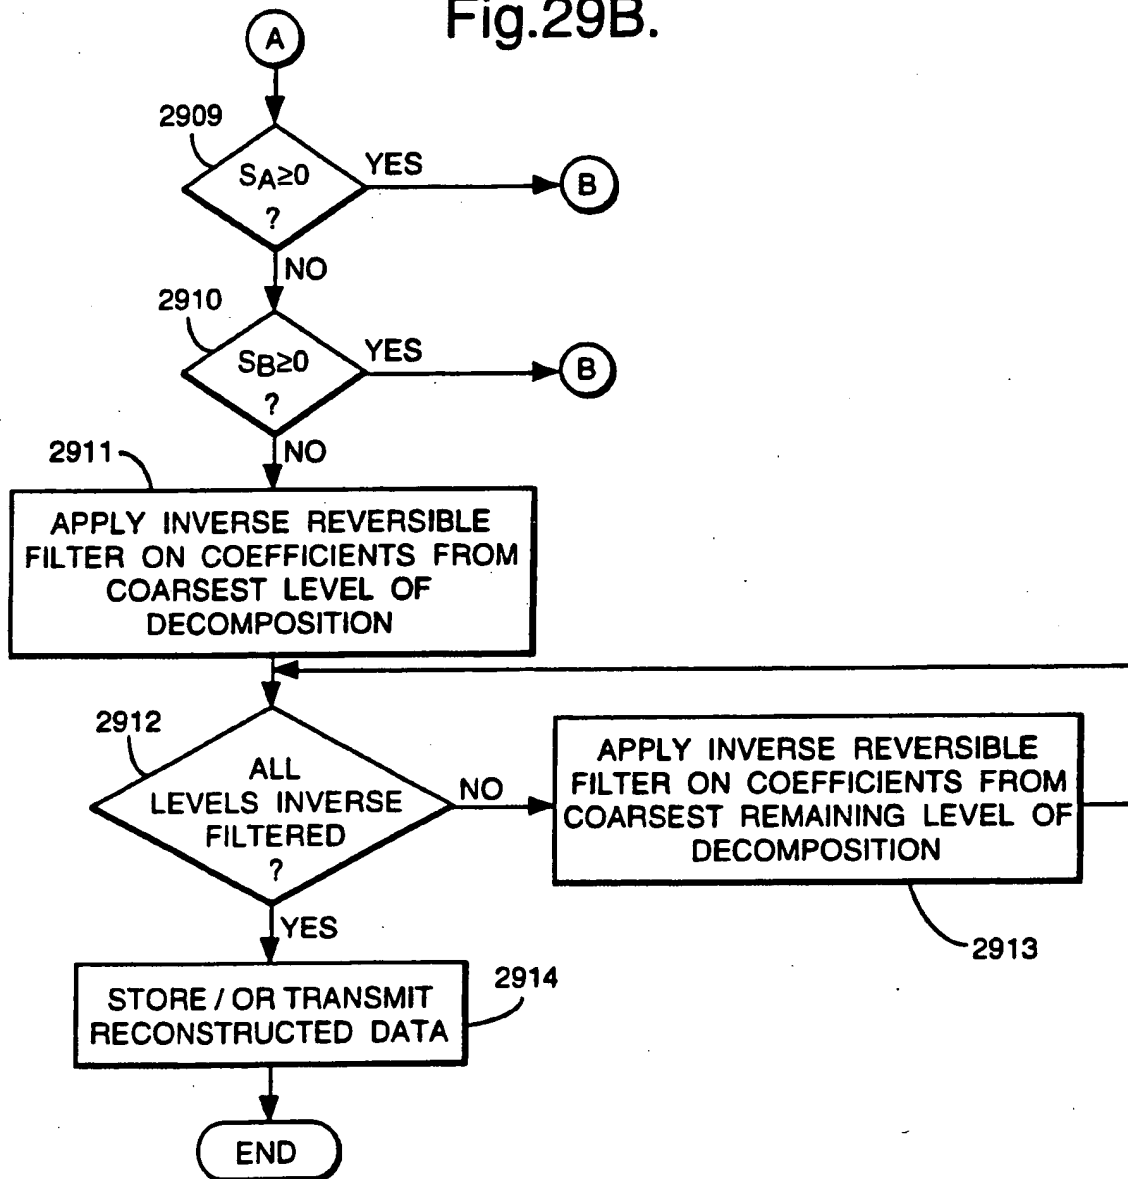 Fig.29B.
A
2909
SA≥0
?
YES
B
NO
2910
SB≥0
?
YES
B
NO
2911
APPLY INVERSE REVERSIBLE
FILTER ON COEFFICIENTS FROM
COARSEST LEVEL OF
DECOMPOSITION
2912
ALL
LEVELS INVERSE
FILTERED
?
NO
APPLY INVERSE REVERSIBLE
FILTER ON COEFFICIENTS FROM
COARSEST REMAINING LEVEL OF
DECOMPOSITION
2913
YES
STORE / OR TRANSMIT
RECONSTRUCTED DATA
2914
END